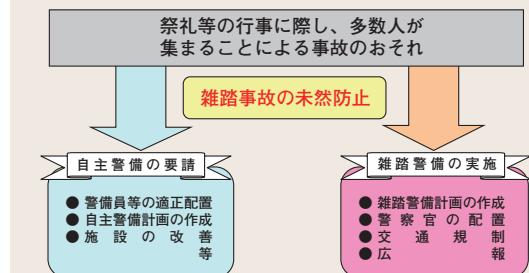 祭礼等の行事に際し、多数人が
集まることによる事故のおそれ
雑踏事故の未然防止
自主警備の要請
● 警備員等の適正配置
● 自主警備計画の作成
● 施設の改善
等
雑踏警備の実施
● 雑踏警備計画の作成
● 警察官の配置
● 交通規制
● 広報